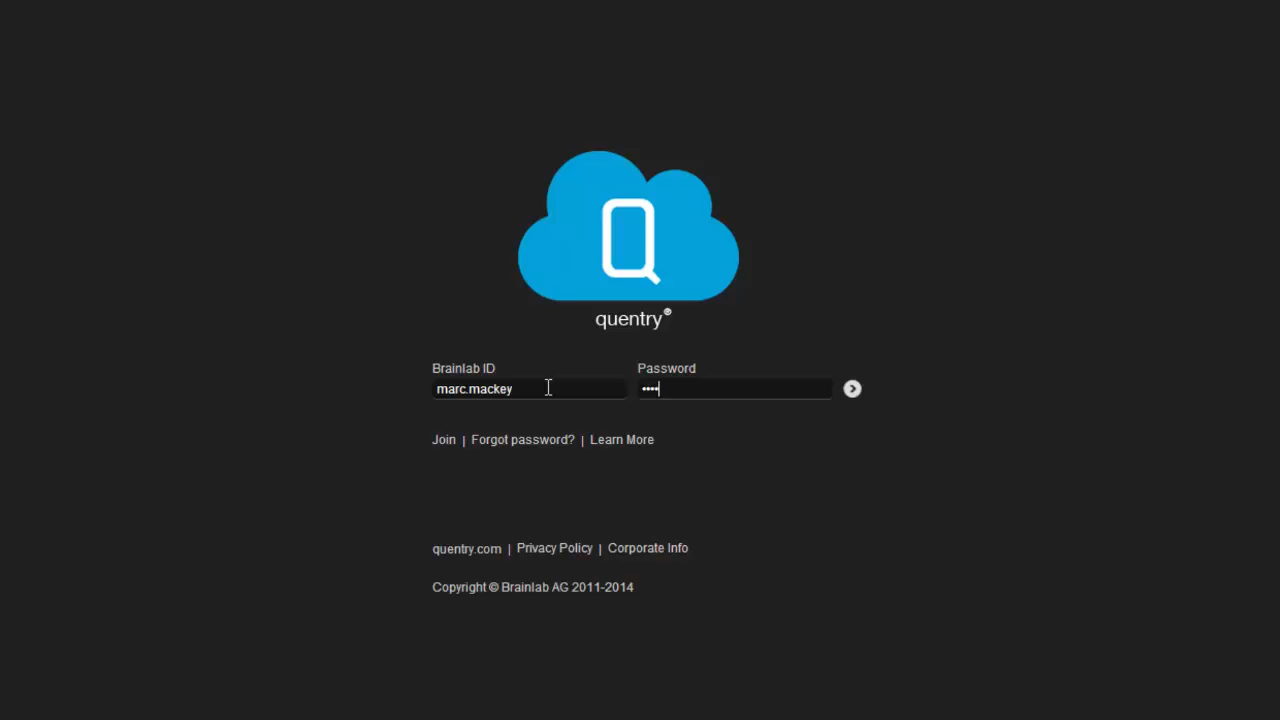 Q
quentry®
Brainlab ID Password
marc.mackey ••••
Join | Forgot password? | Learn More
quentry.com | Privacy Policy | Corporate Info
Copyright © Brainlab AG 2011-2014